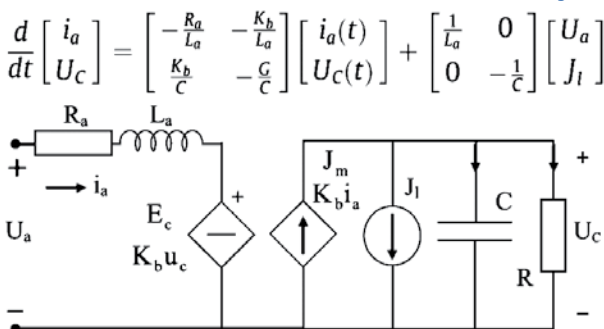 d/dt [i_a U_C] = [-R_a/L_a -K_b/L_a K_b/C -G/C] [i_a(t) U_C(t)] + [1/L_a 0 0 -1/C] [U_a J_l]
R_a L_a
+ i_a
U_a
E_c + 
K_b u_c
J_m
K_b i_a
J_l
C
R
+
U_C
− −